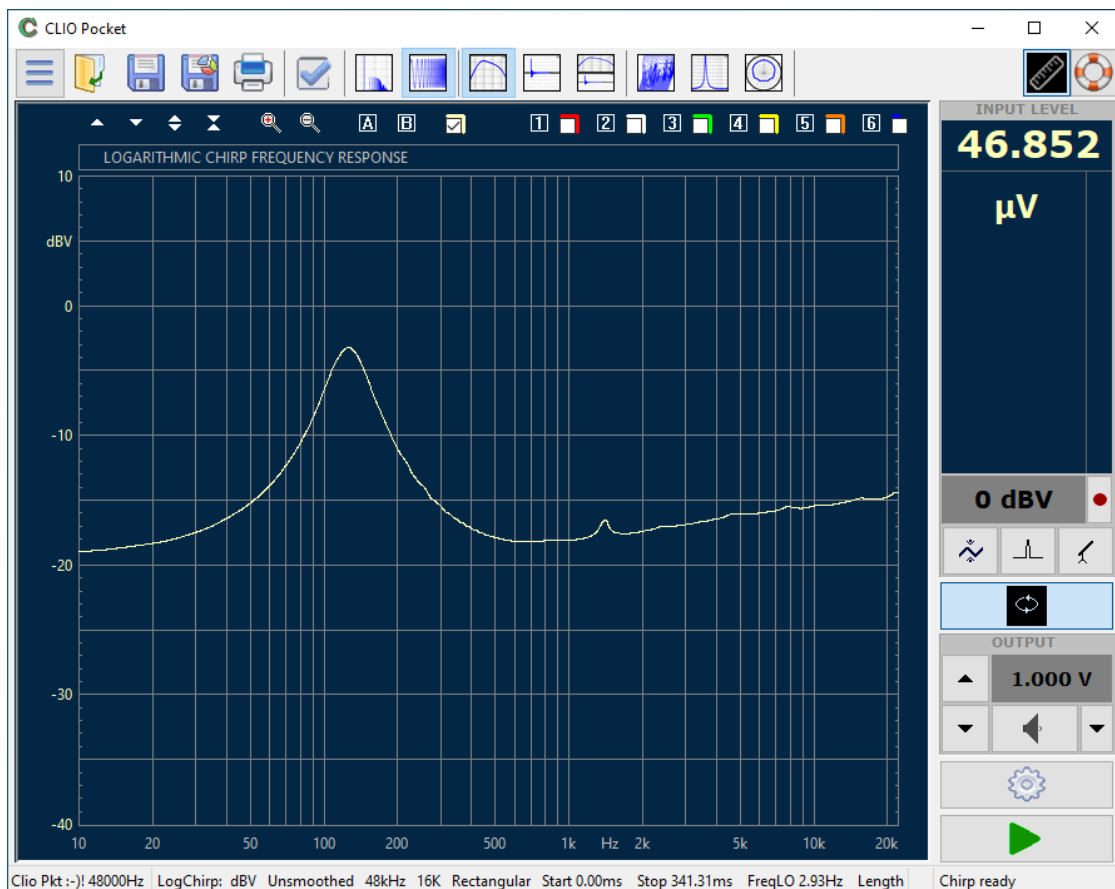 CLIO Pocket
A B 1 2 3 4 5 6
LOGARITHMIC CHIRP FREQUENCY RESPONSE
10
dBV
0
-10
-20
-30
-40
10 20 50 100 200 500 1k Hz 2k 5k 10k 20k
INPUT LEVEL
46.852
µV
0 dBV
OUTPUT
1.000 V
Clio Pkt :-)! 48000Hz LogChirp: dBV Unsmoothed 48kHz 16K Rectangular Start 0.00ms Stop 341.31ms FreqLO 2.93Hz Length Chirp ready